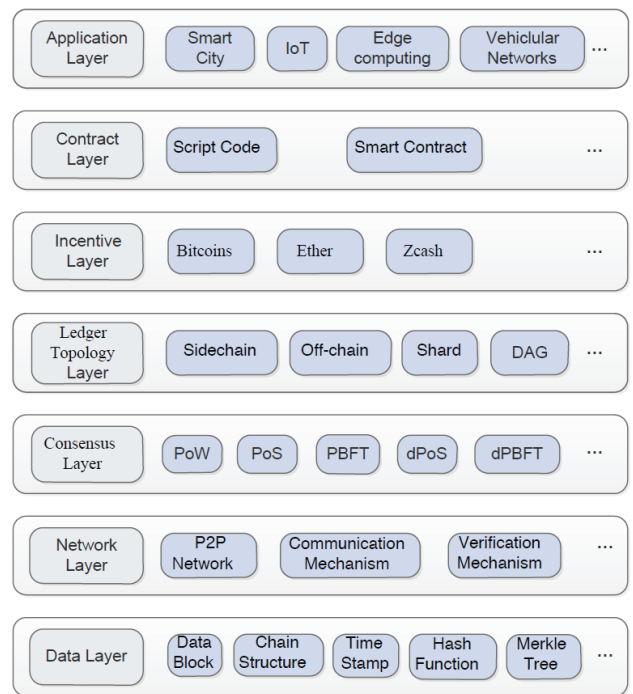 Application
Layer
Smart
City
IoT
Edge
computing
Vehiclular
Networks
...
Contract
Layer
Script Code
Smart Contract
...
Incentive
Layer
Bitcoins
Ether
Zcash
...
Ledger
Topology
Layer
Sidechain
Off-chain
Shard
DAG
...
Consensus
Layer
PoW
PoS
PBFT
dPoS
dPBFT
...
Network
Layer
P2P
Network
Communication
Mechanism
Verification
Mechanism
...
Data Layer
Data
Block
Chain
Structure
Time
Stamp
Hash
Function
Merkle
Tree
...